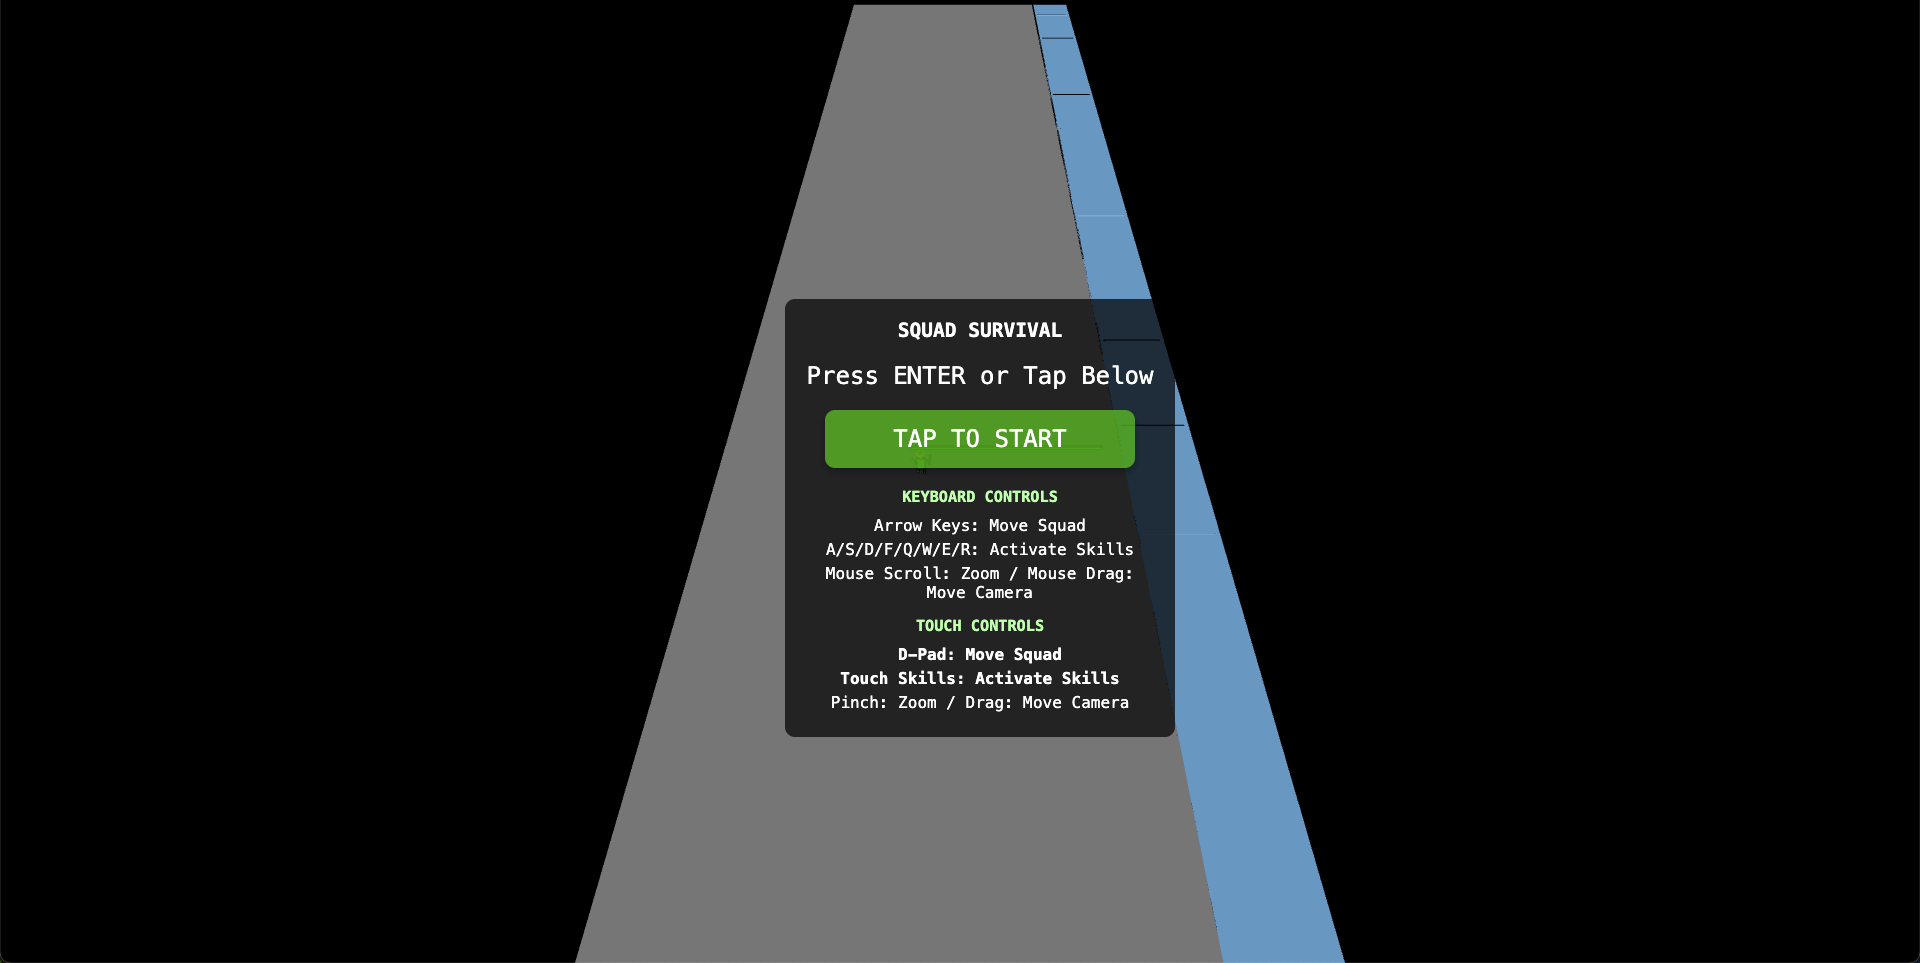 SQUAD SURVIVAL
Press ENTER or Tap Below
TAP TO START
KEYBOARD CONTROLS
Arrow Keys: Move Squad
A/S/D/F/Q/W/E/R: Activate Skills
Mouse Scroll: Zoom / Mouse Drag:
Move Camera
TOUCH CONTROLS
D-Pad: Move Squad
Touch Skills: Activate Skills
Pinch: Zoom / Drag: Move Camera